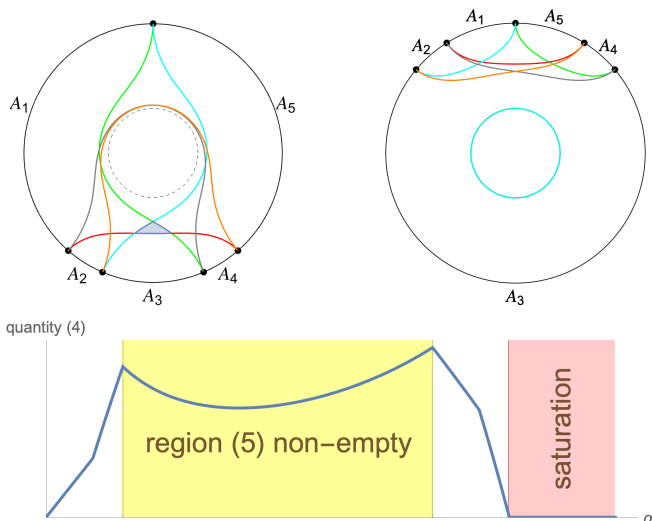 A₁ A₅
A₂ A₄
A₁ A₅
A₂ A₄
A₃
A₃
quantity (4)
region (5) non−empty
saturation